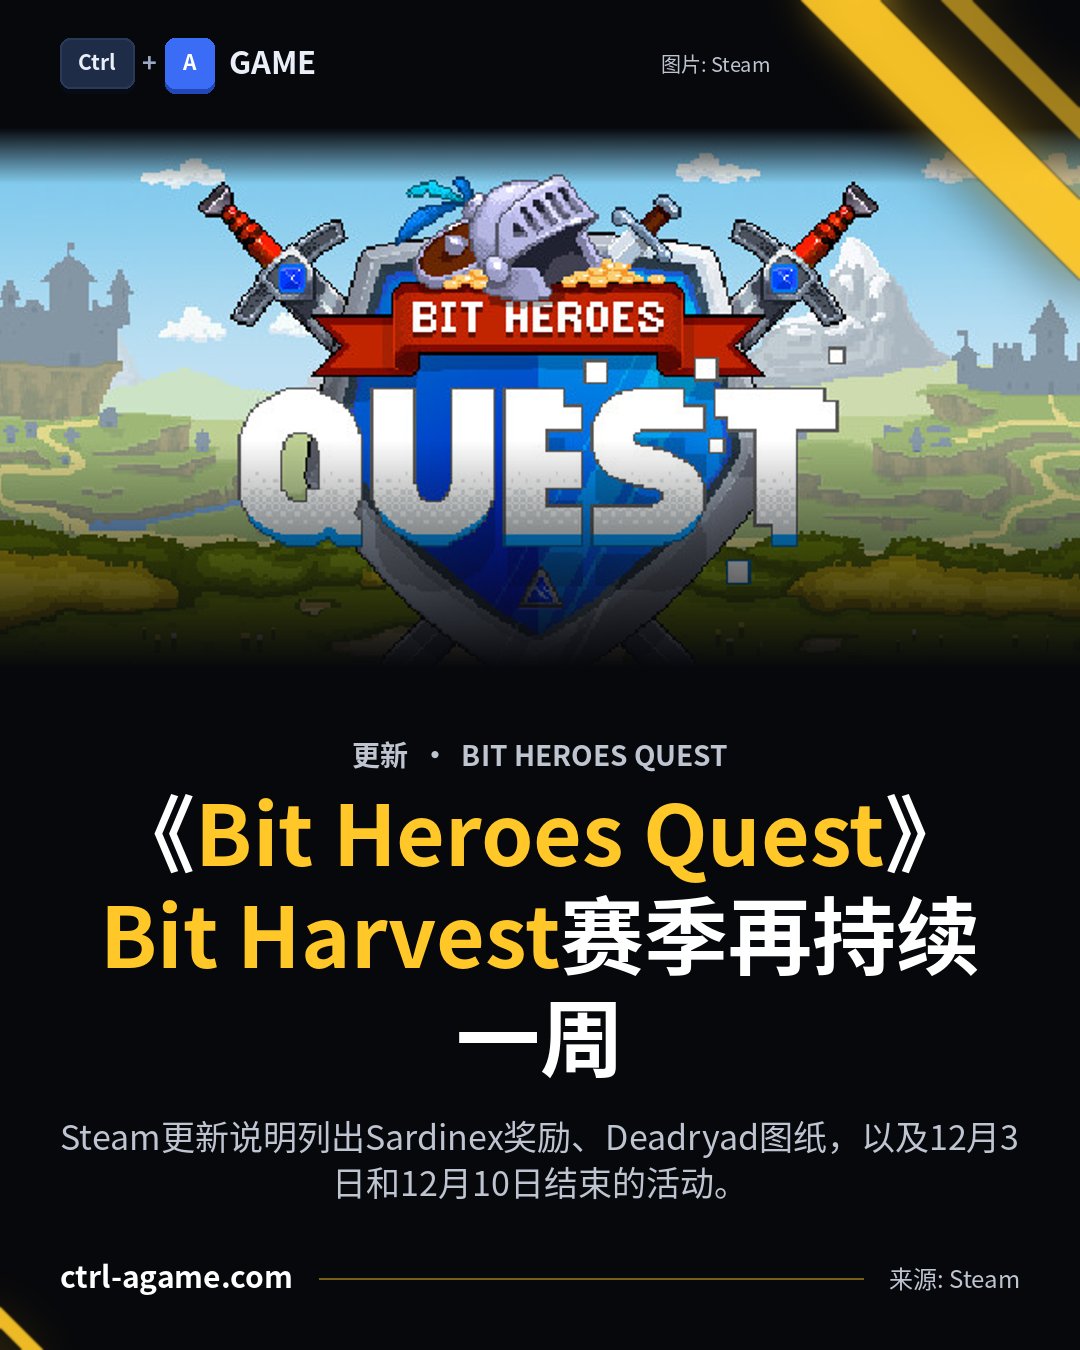 Ctrl + A GAME
图片: Steam
BIT HEROES
QUEST
更新 • BIT HEROES QUEST
《Bit Heroes Quest》
Bit Harvest赛季再持续
一周
Steam更新说明列出Sardinex奖励、Deadryad图纸，以及12月3
日和12月10日结束的活动。
ctrl-agame.com
来源: Steam